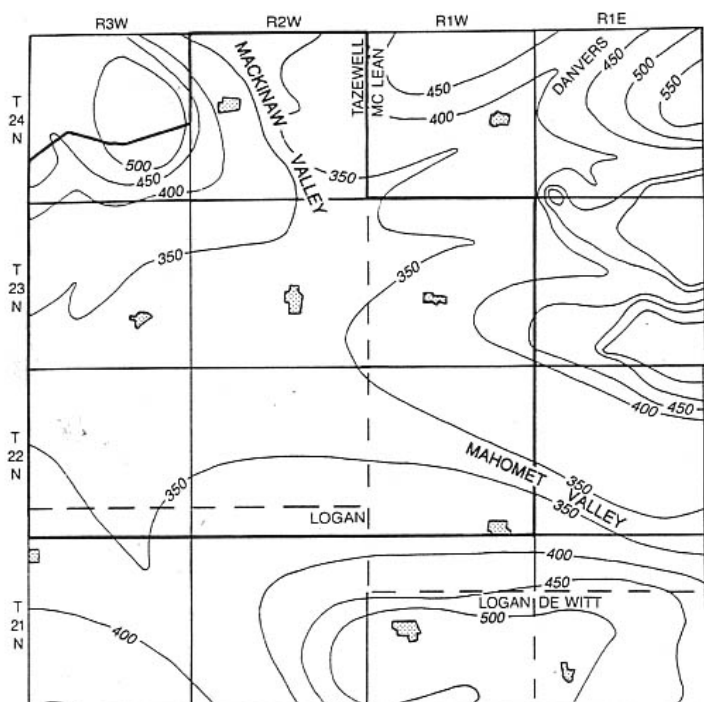 R3W R2W R1W R1E
T
24
N
MACKINAW
VALLEY
TAZEWELL
MC LEAN
DANVERS
450
500
550
450
400
500
450
400
350
T
23
N
350
350
400
450
T
22
N
350
MAHOMET
VALLEY
350
350
LOGAN
T
21
N
400
450
LOGAN
DE WITT
500
400